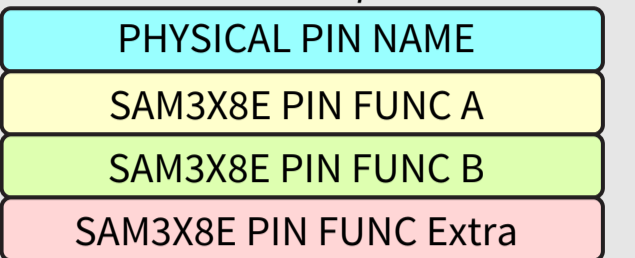 PHYSICAL PIN NAME
SAM3X8E PIN FUNC A
SAM3X8E PIN FUNC B
SAM3X8E PIN FUNC Extra